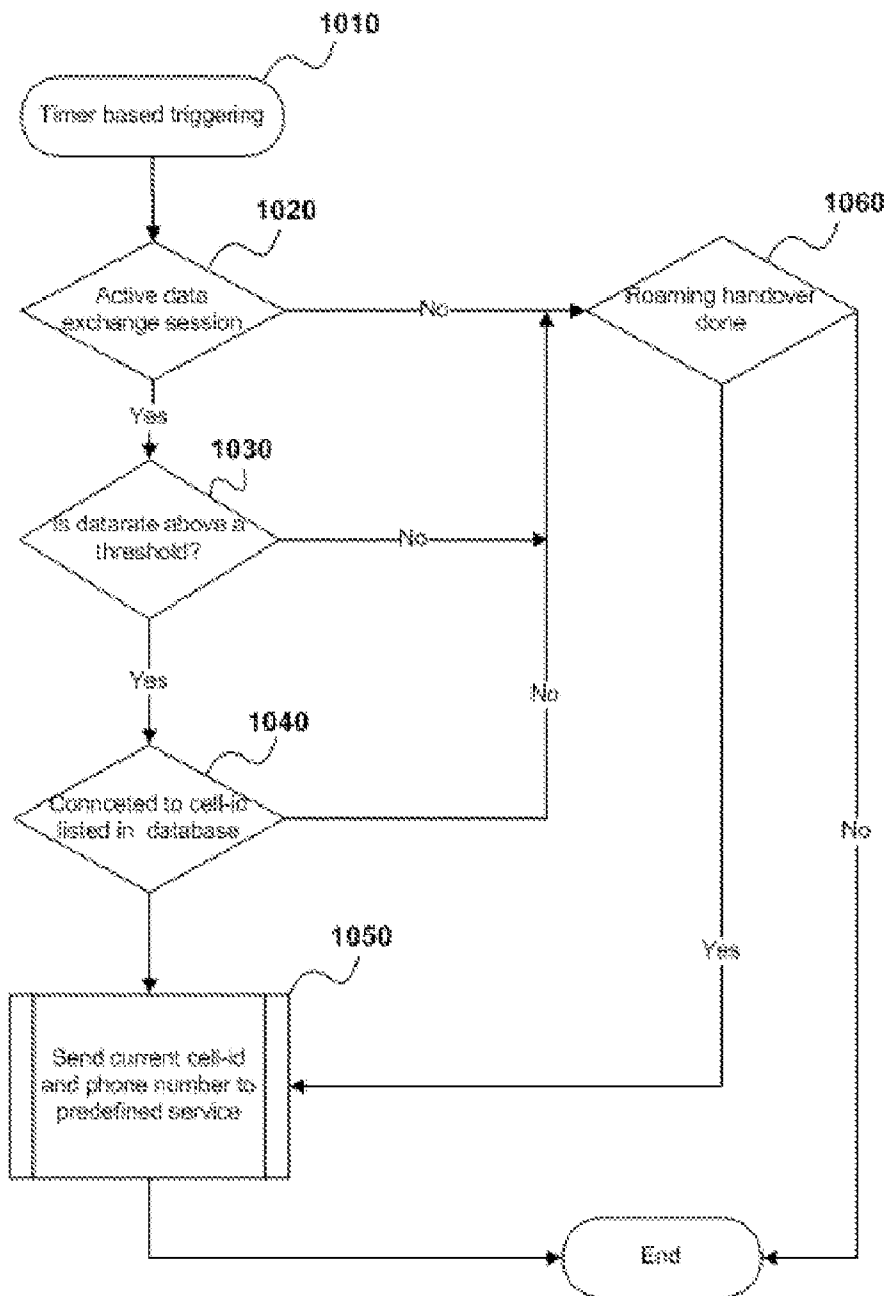 1010
Timer based triggering
1020
Active data
exchange session
No
1060
Roaming handover
done
Yes
1030
Is datarate above a
threshold?
No
Yes
No
1040
Connceted to cell-id
listed in database
No
Yes
1050
Send current cell-id
and phone number to
predefined service
End